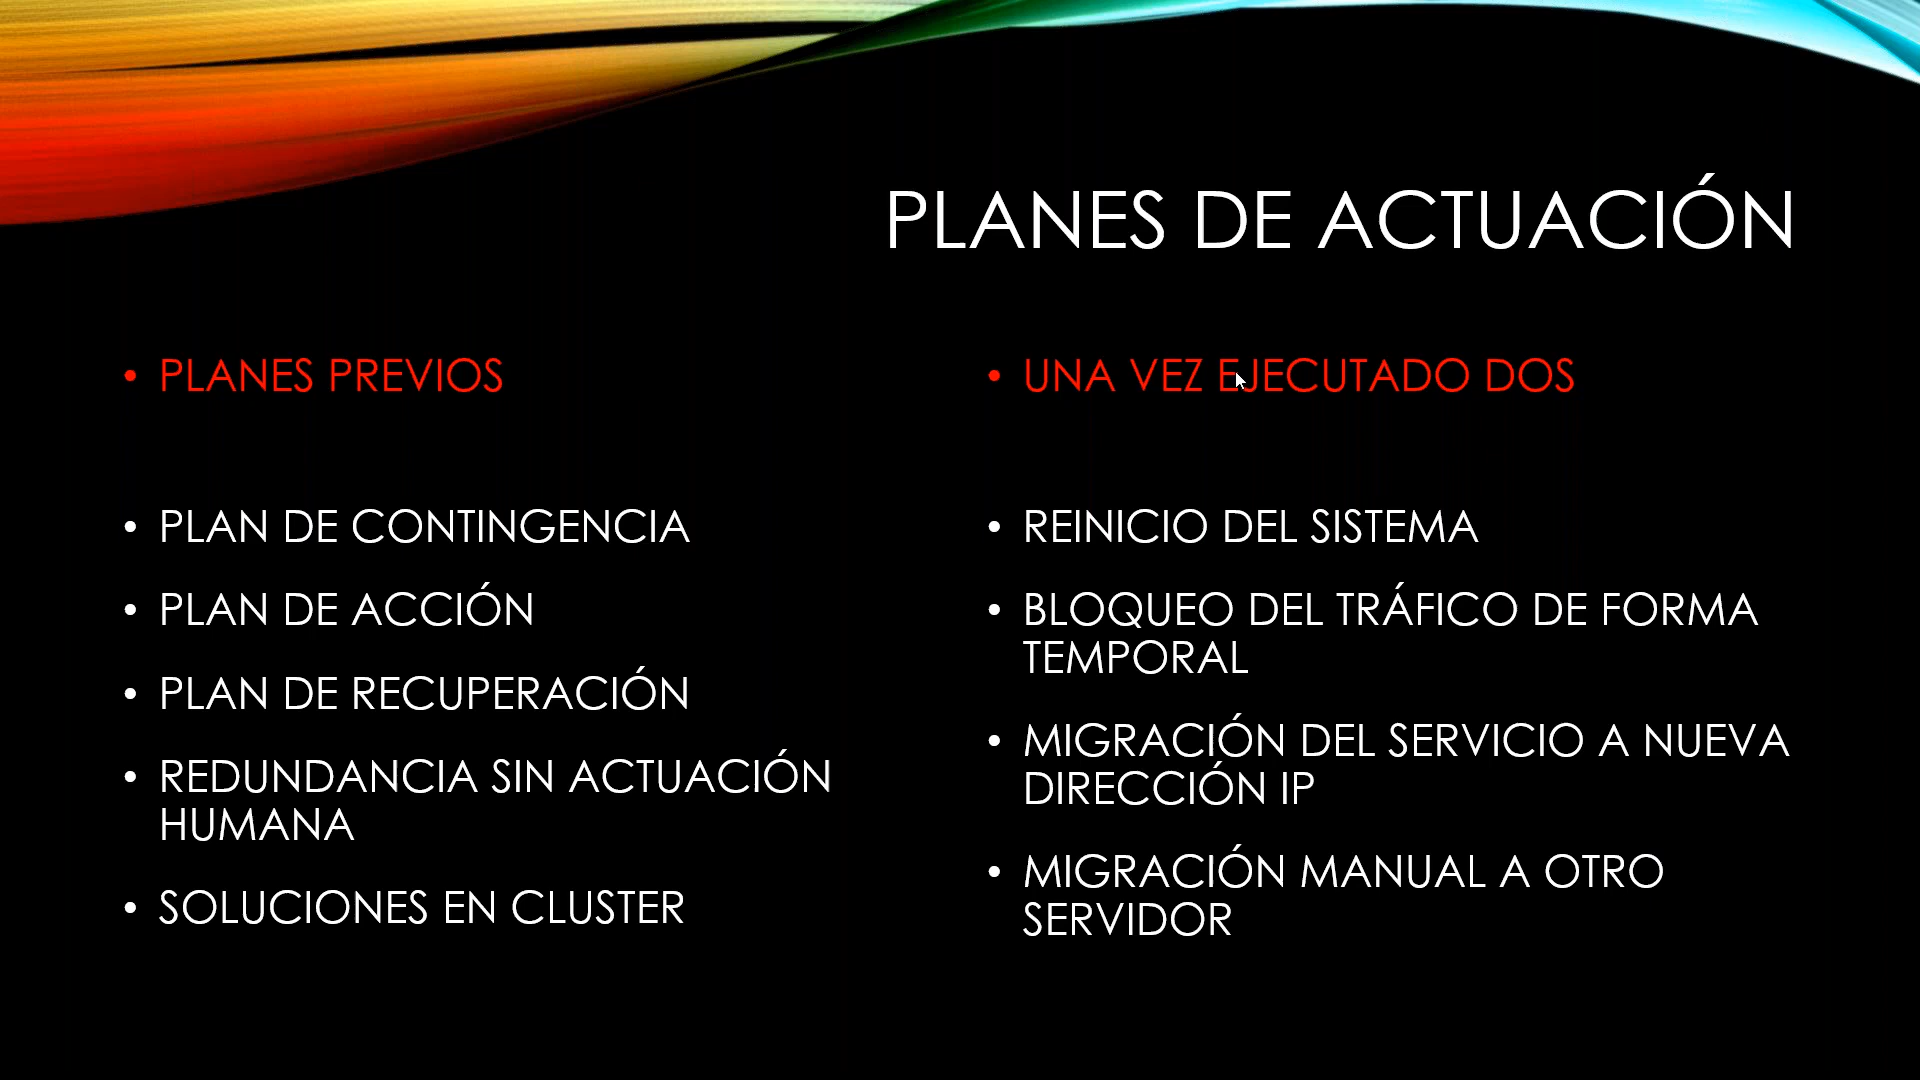 PLANES DE ACTUACIÓN
• PLANES PREVIOS
• PLAN DE CONTINGENCIA
• PLAN DE ACCIÓN
• PLAN DE RECUPERACIÓN
• REDUNDANCIA SIN ACTUACIÓN
HUMANA
• SOLUCIONES EN CLUSTER
• UNA VEZ EJECUTADO DOS
• REINICIO DEL SISTEMA
• BLOQUEO DEL TRÁFICO DE FORMA
TEMPORAL
• MIGRACIÓN DEL SERVICIO A NUEVA
DIRECCIÓN IP
• MIGRACIÓN MANUAL A OTRO
SERVIDOR